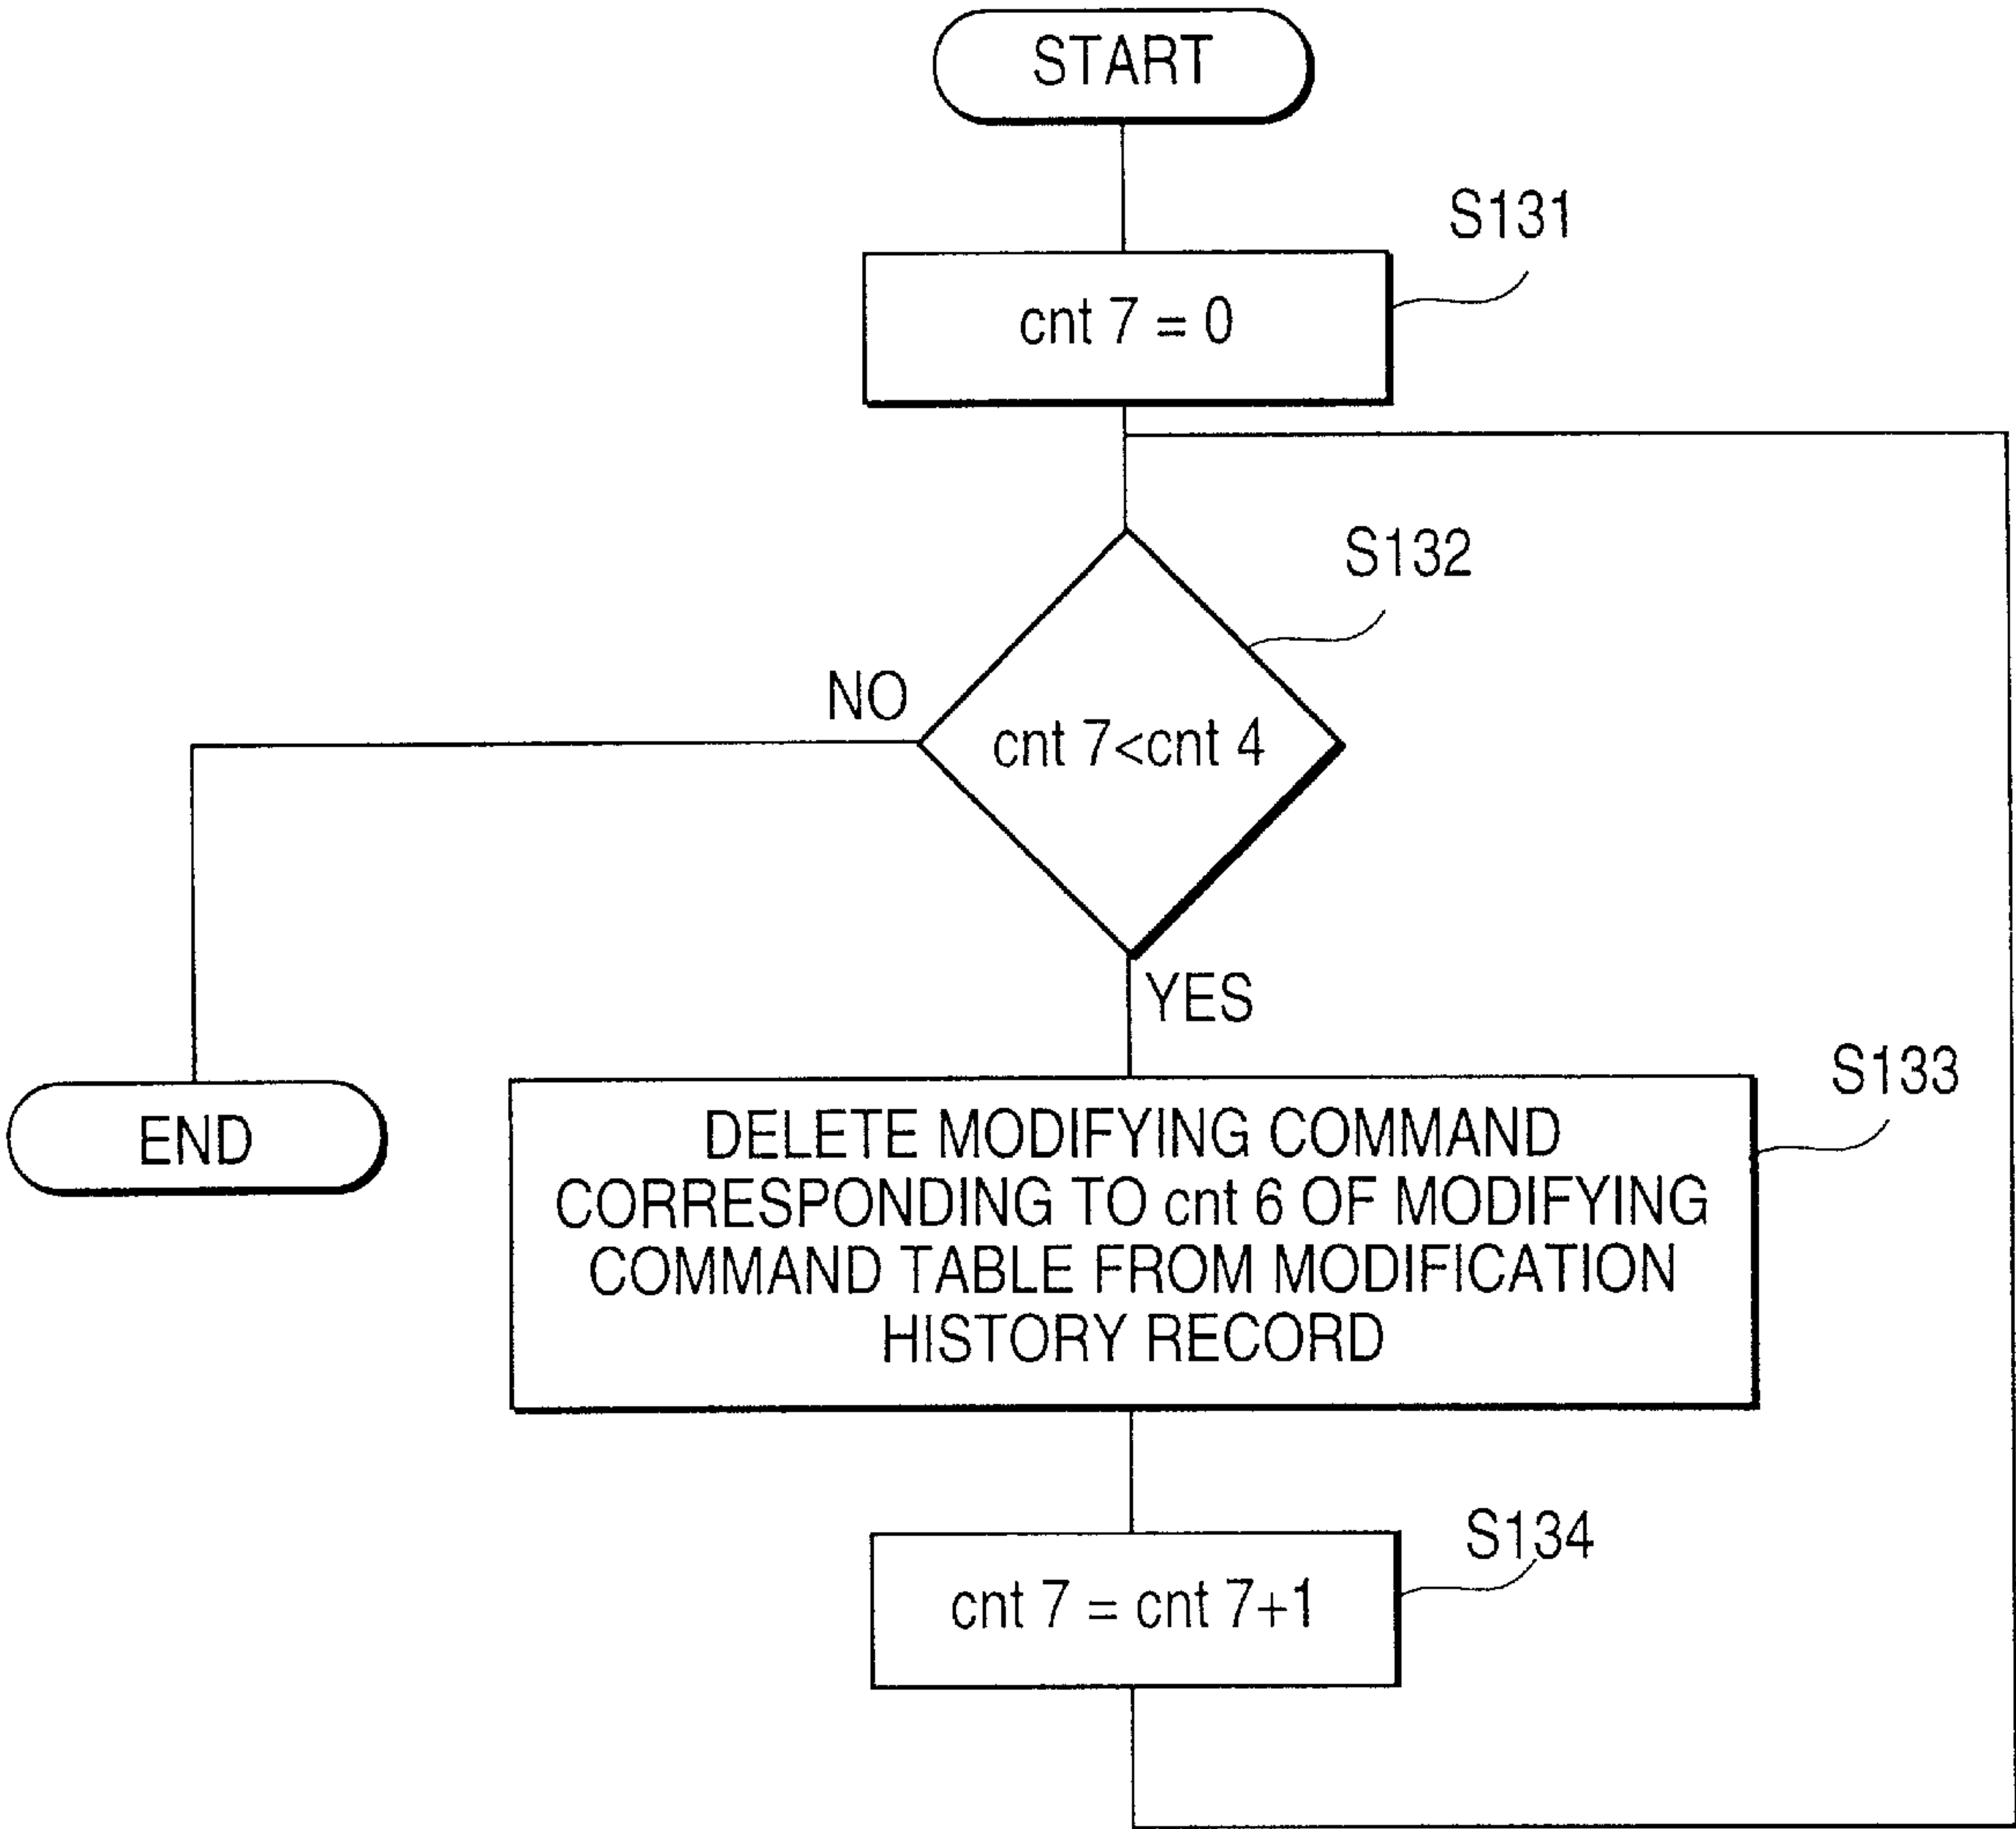 START
S131
cnt 7 = 0
S132
NO
cnt 7<cnt 4
YES
S133
END
DELETE MODIFYING COMMAND
CORRESPONDING TO cnt 6 OF MODIFYING
COMMAND TABLE FROM MODIFICATION
HISTORY RECORD
S134
cnt 7 = cnt 7+1